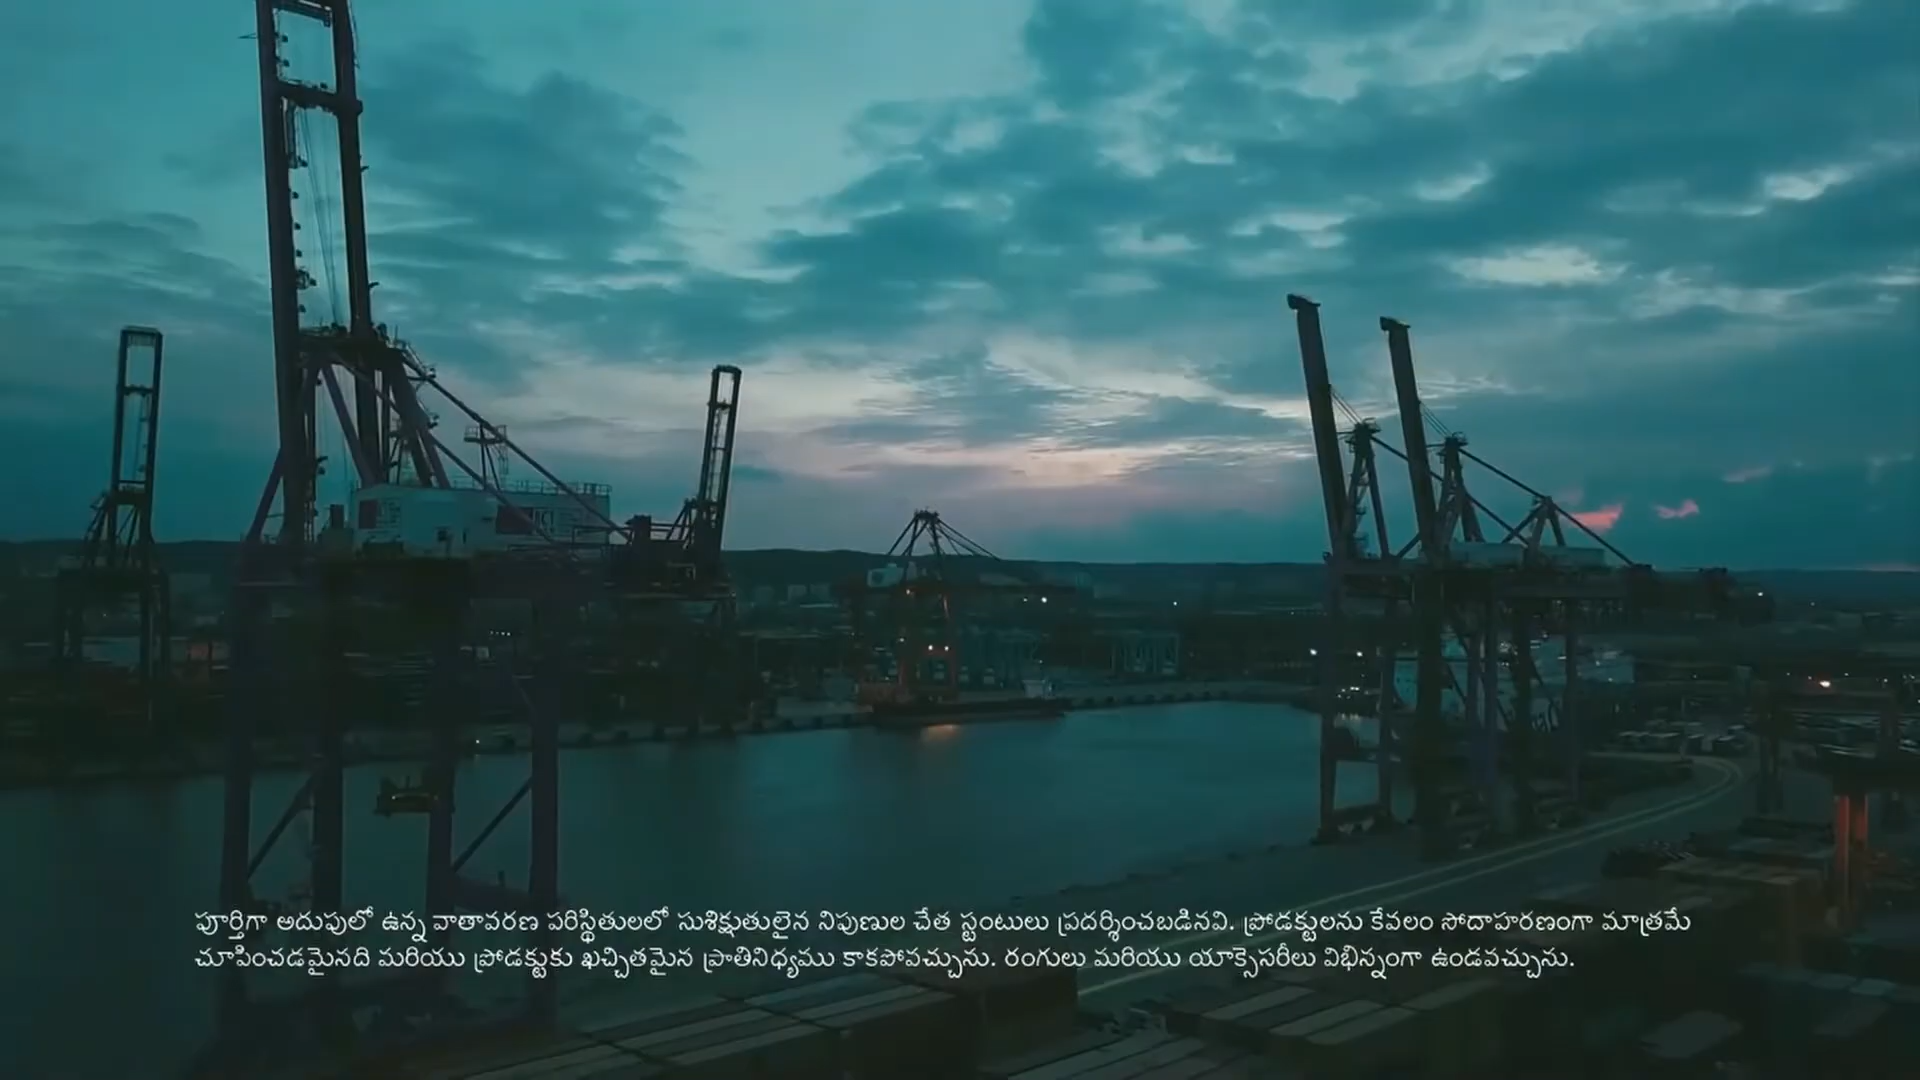 పూర్తిగా అదుపులో ఉన్న వాతావరణ పరిస్థితులలో సుశిక్షుతులైన నిపుణుల చేత స్టంటులు ప్రదర్శించబడినవి. ప్రోడక్టులను కేవలం సోదాహరణంగా మాత్రమే
చూపించడమైనది మరియు ప్రోడక్టుకు ఖచ్చితమైన ప్రాతినిధ్యము కాకపోవచ్చును. రంగులు మరియు యాక్సెసరీలు విభిన్నంగా ఉండవచ్చును.